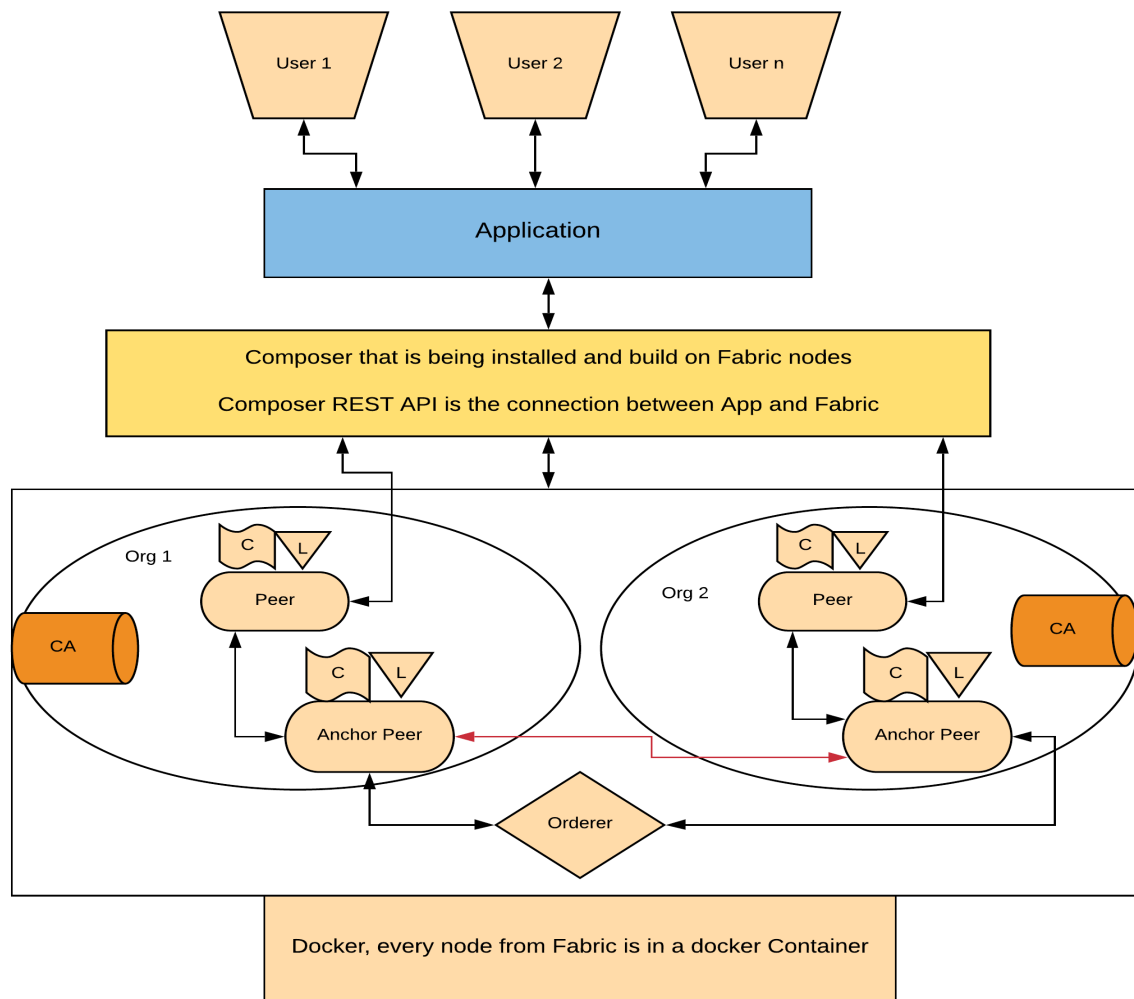 User 1
User 2
User n
Application
Composer that is being installed and build on Fabric nodes
Composer REST API is the connection between App and Fabric
Org 1
C
L
Peer
CA
C
L
Anchor Peer
Org 2
C
L
Peer
CA
C
L
Anchor Peer
Orderer
Docker, every node from Fabric is in a docker Container